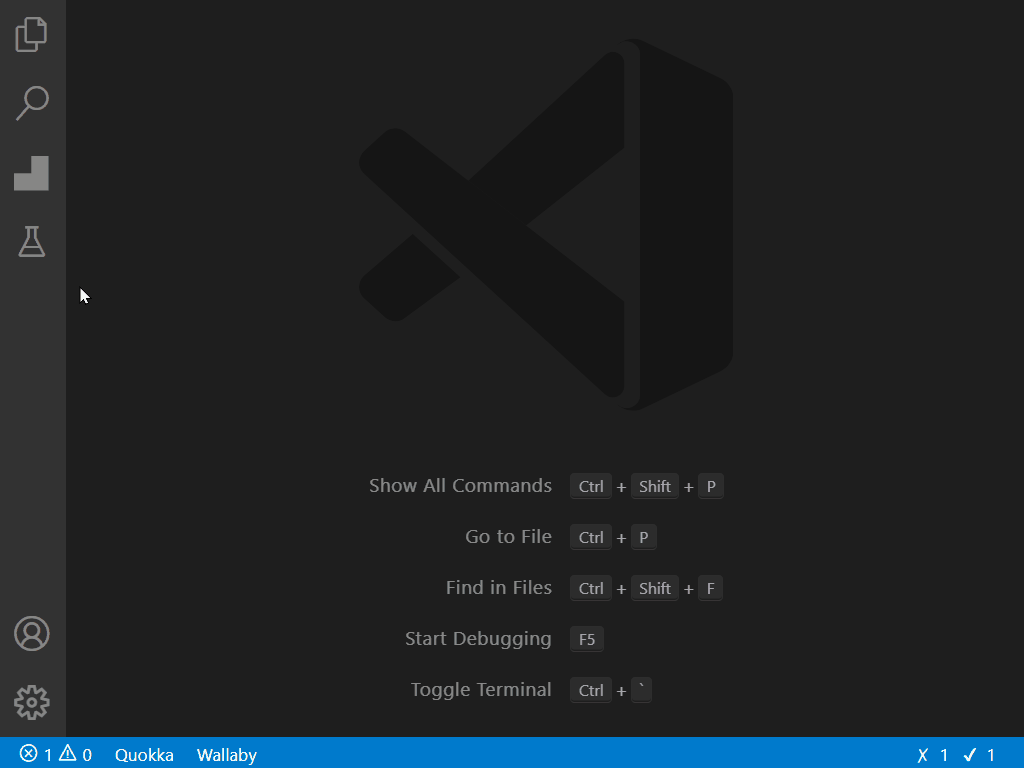 Show All Commands Ctrl + Shift + P
Go to File Ctrl + P
Find in Files Ctrl + Shift + F
Start Debugging F5
Toggle Terminal Ctrl + `
1 0 Quokka Wallaby ✗ 1 ✓ 1